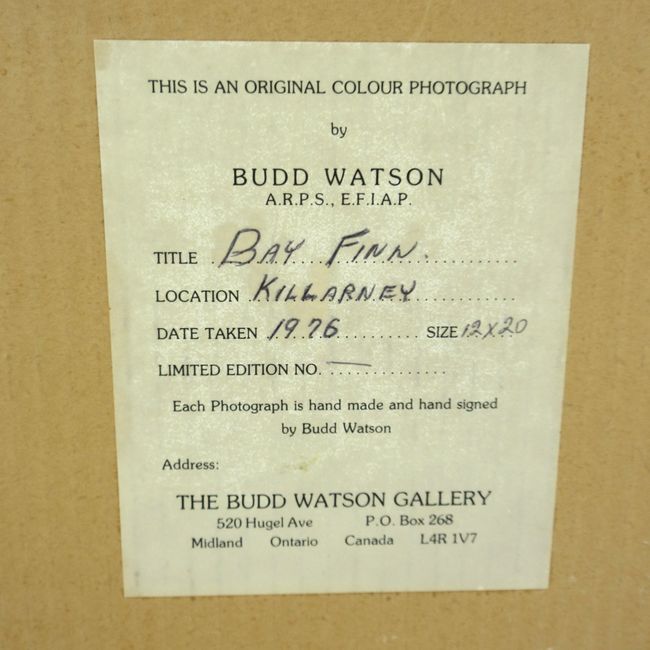 THIS IS AN ORIGINAL COLOUR PHOTOGRAPH
by
BUDD WATSON
A.R.P.S., E.F.I.A.P.
TITLE BAY FINN.
LOCATION KILLARNEY
DATE TAKEN 1976 SIZE 12X20
LIMITED EDITION NO. —
Each Photograph is hand made and hand signed
by Budd Watson
Address:
THE BUDD WATSON GALLERY
520 Hugel Ave P.O. Box 268
Midland Ontario Canada L4R 1V7